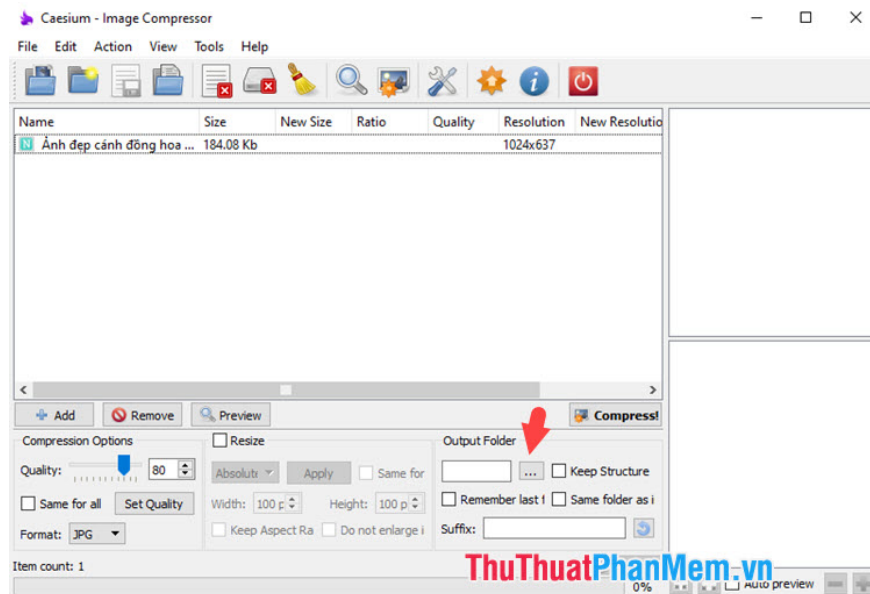 Caesium - Image Compressor
File Edit Action View Tools Help
Name Size New Size Ratio Quality Resolution New Resolutio
N Ảnh đẹp cánh đồng hoa ... 184.08 Kb 1024x637
Add Remove Preview Compress!
Compression Options Resize Output Folder
Quality: 80 Absolute Apply Same for ... Keep Structure
Same for all Set Quality Width: 100 p Height: 100 p Remember last f Same folder as i
Format: JPG Keep Aspect Ra Do not enlarge i Suffix:
Item count: 1
ThuThuatPhanMem.vn
0% Auto preview